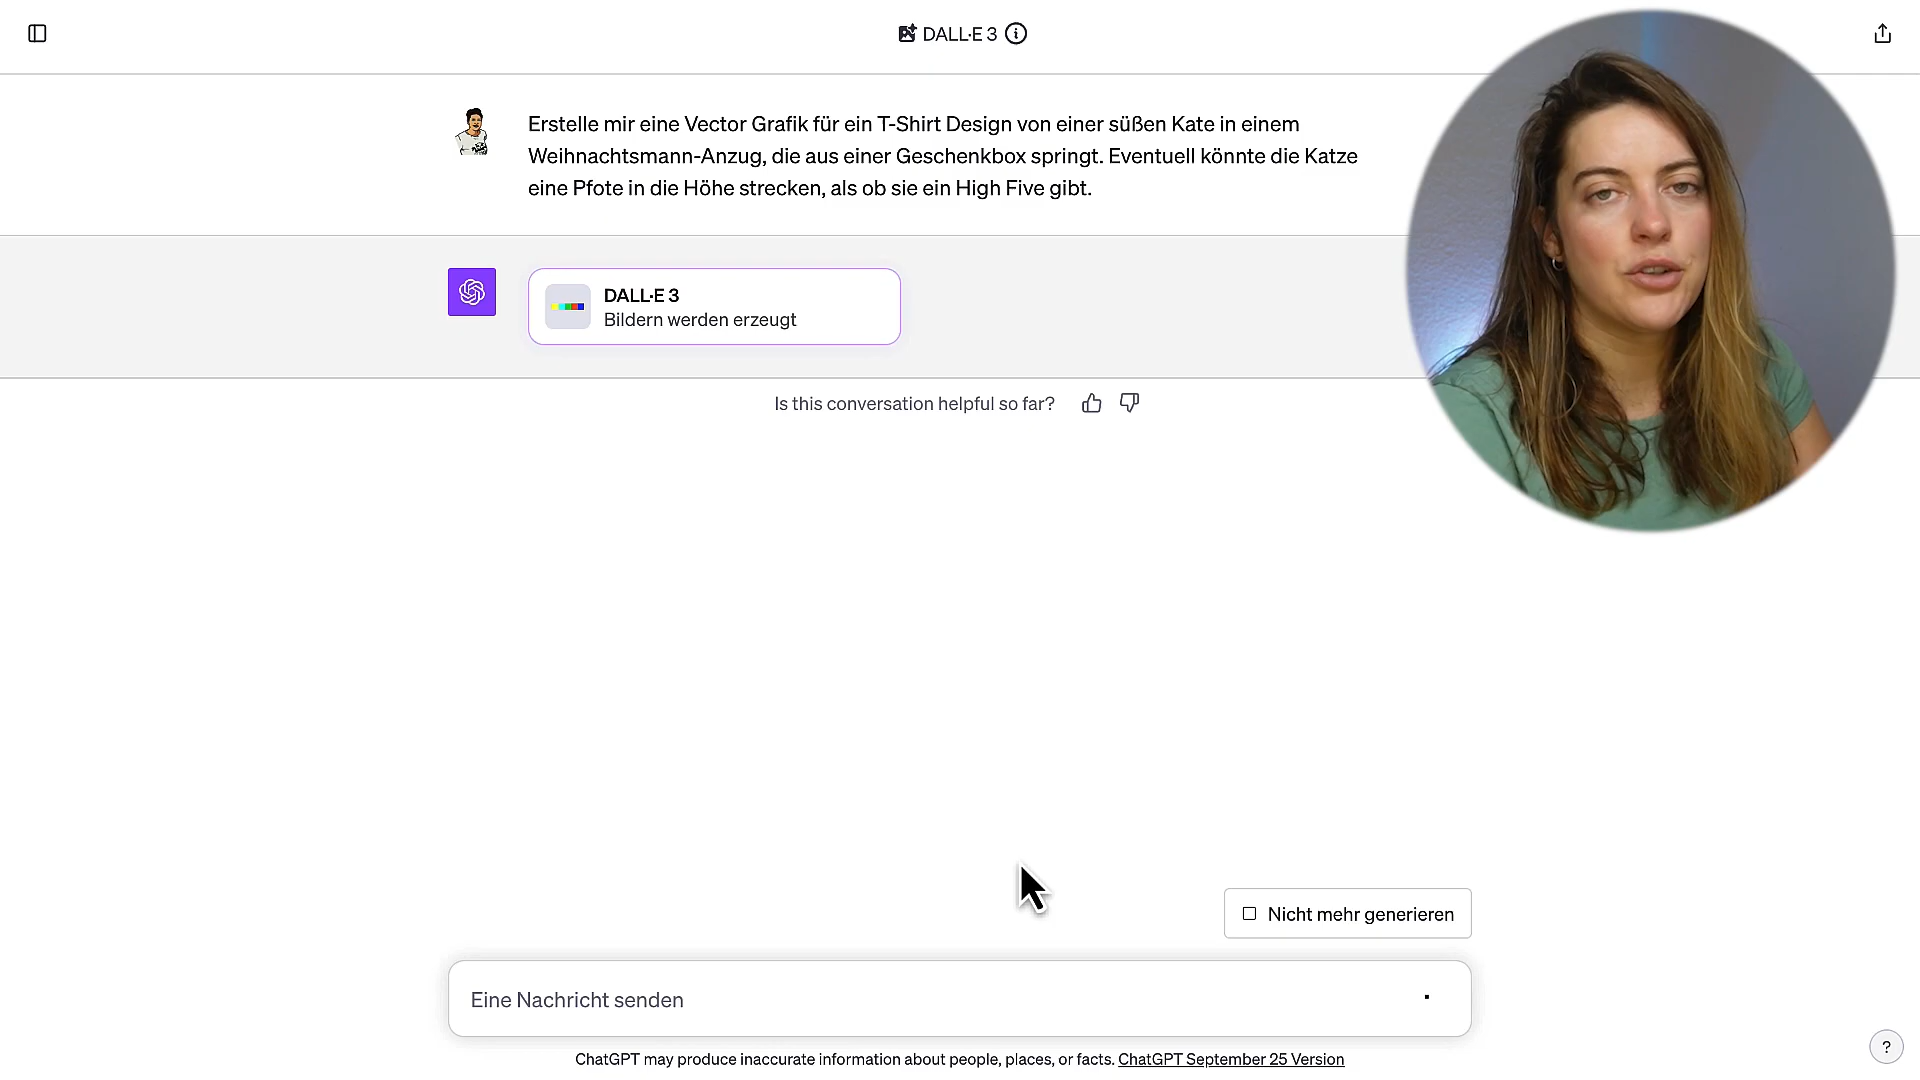 DALL·E 3
Erstelle mir eine Vector Grafik für ein T-Shirt Design von einer süßen Kate in einem
Weihnachtsmann-Anzug, die aus einer Geschenkbox springt. Eventuell könnte die Katze
eine Pfote in die Höhe strecken, als ob sie ein High Five gibt.
DALL·E 3
Bildern werden erzeugt
Is this conversation helpful so far?
Nicht mehr generieren
Eine Nachricht senden
ChatGPT may produce inaccurate information about people, places, or facts. ChatGPT September 25 Version
?